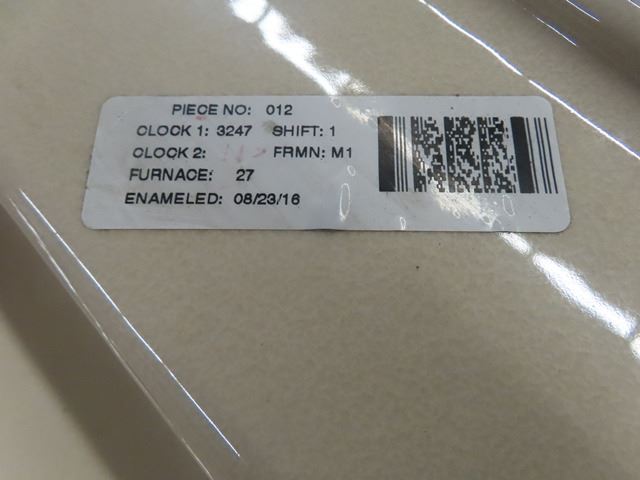 PIECE NO: 012
CLOCK 1: 3247 SHIFT: 1
CLOCK 2: FRMN: M1
FURNACE: 27
ENAMELED: 08/23/16